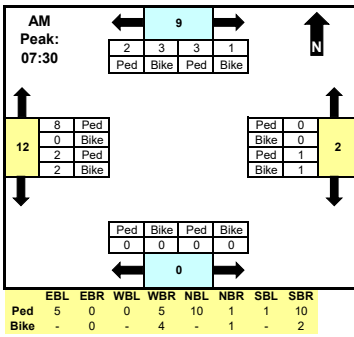 AM
Peak:
07:30
9
2 3 3 1
Ped Bike Ped Bike
N
12
8 Ped
0 Bike
2 Ped
2 Bike
Ped 0
Bike 0
Ped 1
Bike 1
2
Ped Bike Ped Bike
0 0 0 0
0
EBL EBR WBL WBR NBL NBR SBL SBR
Ped 5 0 0 5 10 1 1 10
Bike - 0 - 4 - 1 - 2